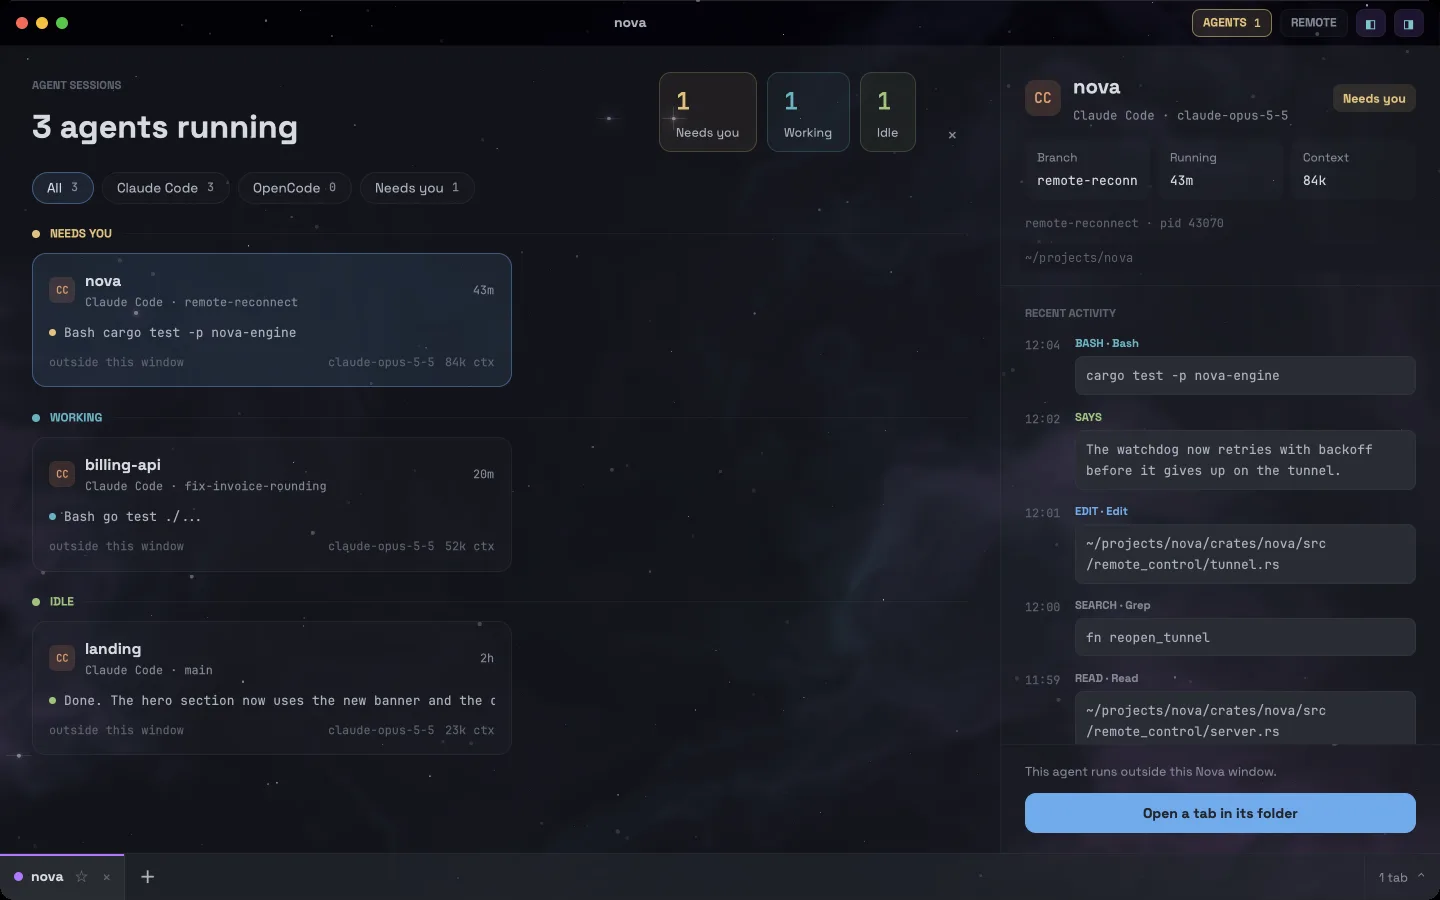 nova
AGENTS 1
REMOTE
AGENT SESSIONS
3 agents running
1
Needs you
1
Working
1
Idle
×
All 3
Claude Code 3
OpenCode 0
Needs you 1
NEEDS YOU
CC
nova
43m
Claude Code · remote-reconnect
Bash cargo test -p nova-engine
outside this window
claude-opus-5-5 84k ctx
WORKING
CC
billing-api
20m
Claude Code · fix-invoice-rounding
Bash go test ./...
outside this window
claude-opus-5-5 52k ctx
IDLE
CC
landing
2h
Claude Code · main
Done. The hero section now uses the new banner and the
outside this window
claude-opus-5-5 23k ctx
CC
nova
Claude Code · claude-opus-5-5
Needs you
Branch
remote-reconn
Running
43m
Context
84k
remote-reconnect · pid 43070
~/projects/nova
RECENT ACTIVITY
12:04
BASH · Bash
cargo test -p nova-engine
12:02
SAYS
The watchdog now retries with backoff
before it gives up on the tunnel.
12:01
EDIT · Edit
~/projects/nova/crates/nova/src
/remote_control/tunnel.rs
12:00
SEARCH · Grep
fn reopen_tunnel
11:59
READ · Read
~/projects/nova/crates/nova/src
/remote_control/server.rs
This agent runs outside this Nova window.
Open a tab in its folder
nova ☆ ×
+
1 tab ^